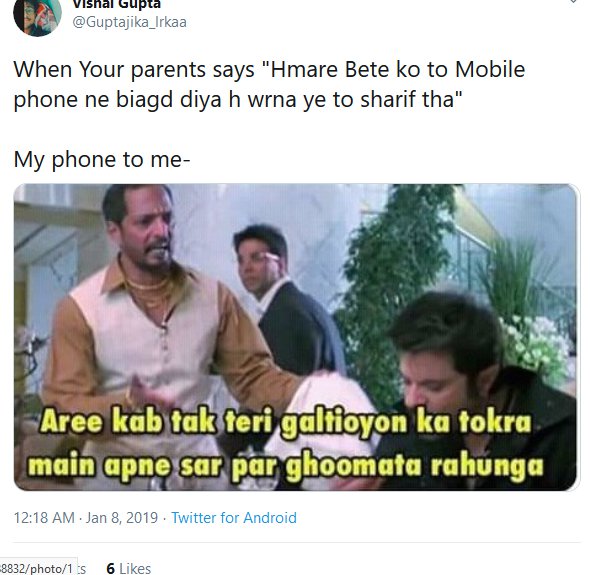 Vishal Gupta
@Guptajika_Irkaa
When Your parents says "Hmare Bete ko to Mobile
phone ne biagd diya h wrna ye to sharif tha"
My phone to me-
Aree kab tak teri galtioyon ka tokra
main apne sar par ghoomata rahunga
12:18 AM · Jan 8, 2019 · Twitter for Android
8832/photo/1 ts 6 Likes